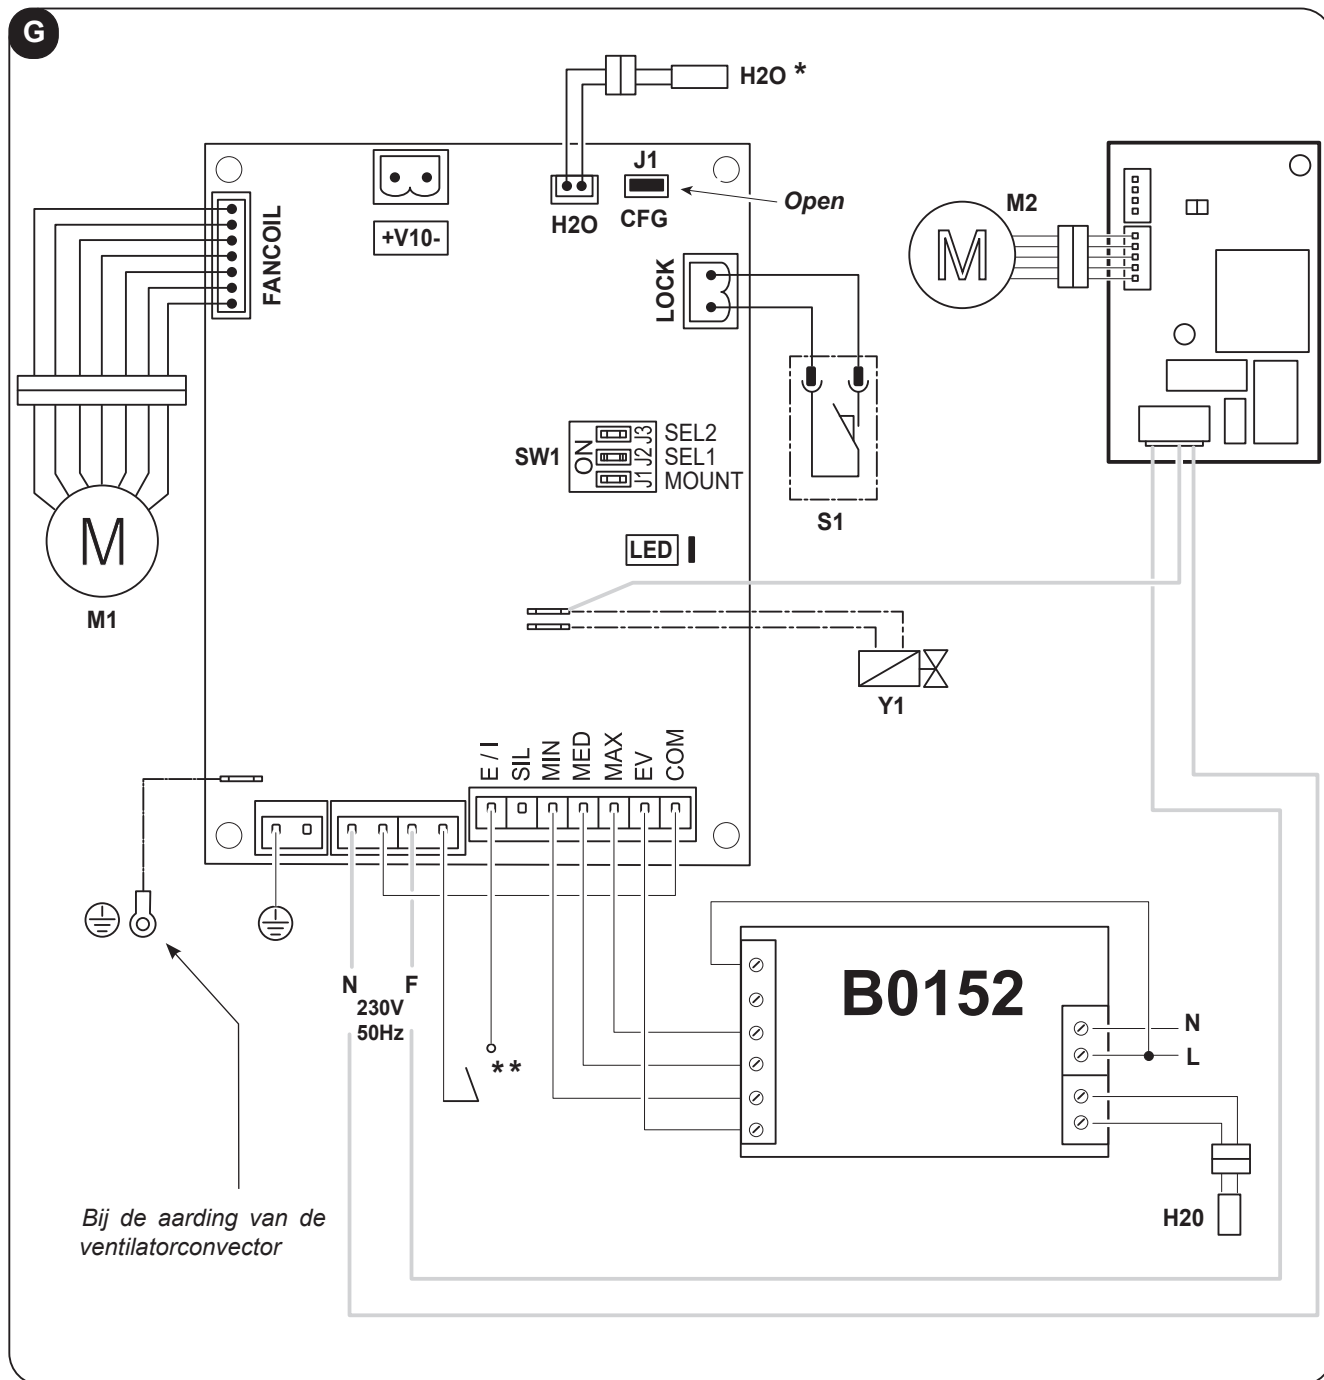 G
H2O *
J1
Open
H2O
CFG
+V10-
FANCOIL
LOCK
M2
M
SW1
ON
J3 SEL2
J2 SEL1
J1 MOUNT
S1
LED
M
M1
Y1
E / I
SIL
MIN
MED
MAX
EV
COM
N
F
230V
50Hz
**
B0152
N
L
H20
Bij de aarding van de
ventilatorconvector